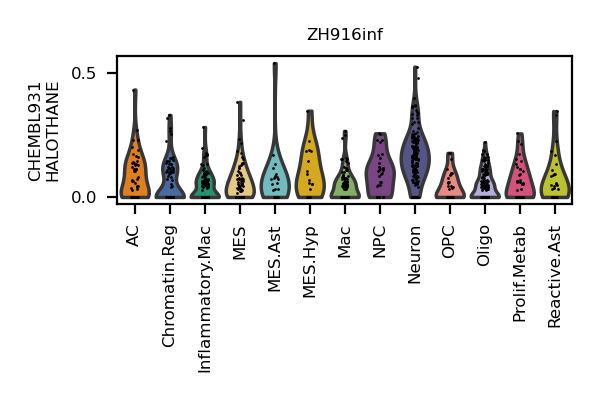 ZH916inf
CHEMBL931
HALOTHANE
0.5
0.0
AC
Chromatin.Reg
Inflammatory.Mac
MES
MES.Ast
MES.Hyp
Mac
NPC
Neuron
OPC
Oligo
Prolif.Metab
Reactive.Ast